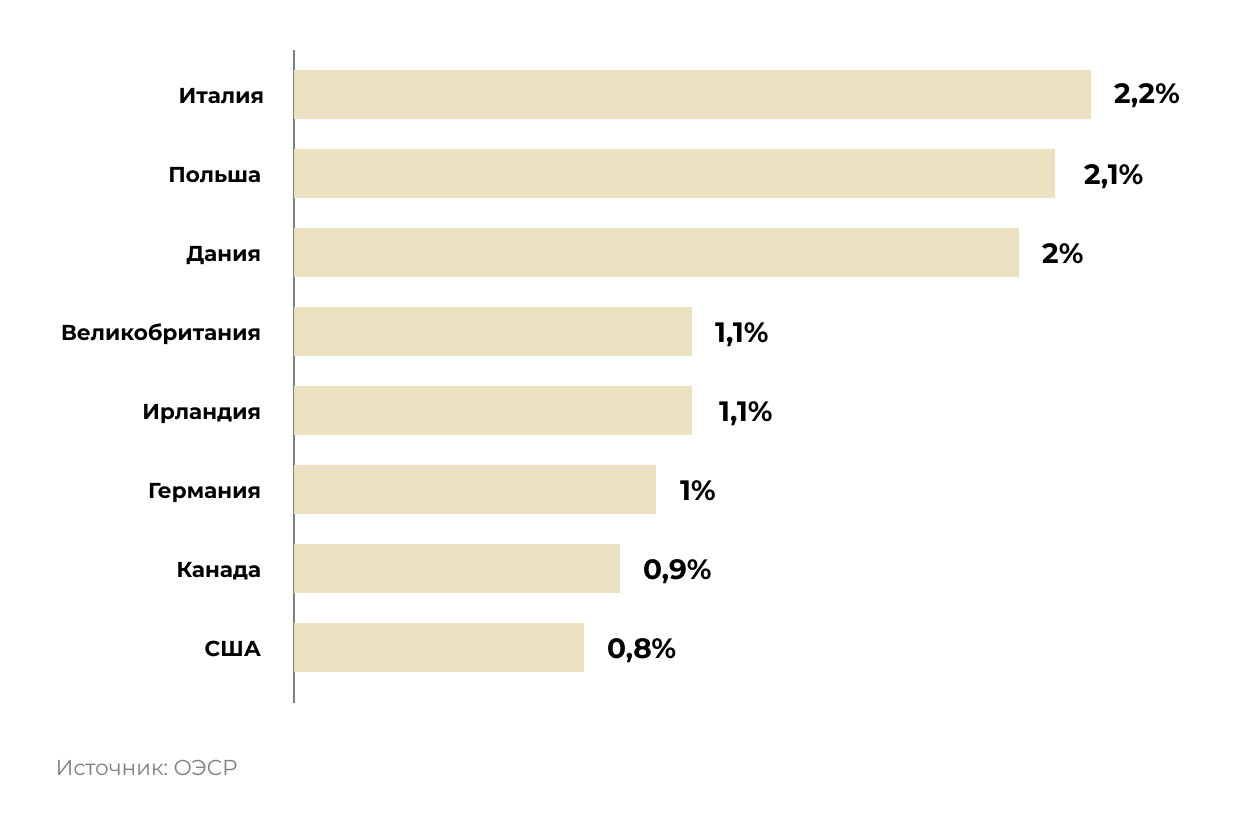 Италия 2,2%
Польша 2,1%
Дания 2%
Великобритания 1,1%
Ирландия 1,1%
Германия 1%
Канада 0,9%
США 0,8%
Источник: ОЭСР